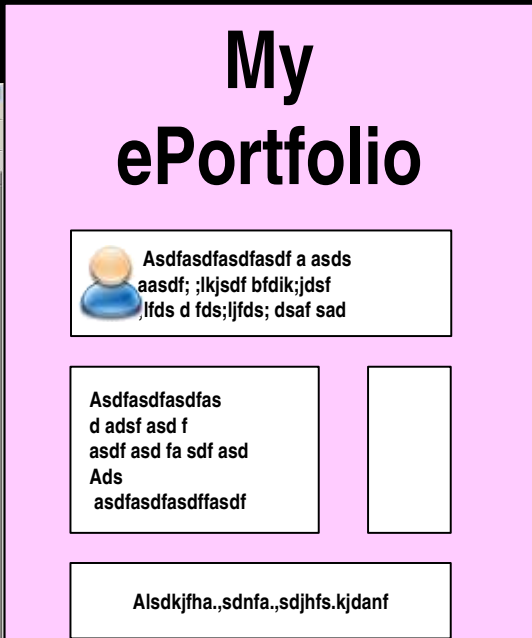 My
ePortfolio
Asdfasdfasdfasdf a asds
aasdf; ;lkjsdf bfdik;jdsf
;lfds d fds;ljfds; dsaf sad
Asdfasdfasdfas
d adsf asd f
asdf asd fa sdf asd
Ads
asdfasdfasdffasdf
Alsdkjfha.,sdnfa.,sdjhfs.kjdanf